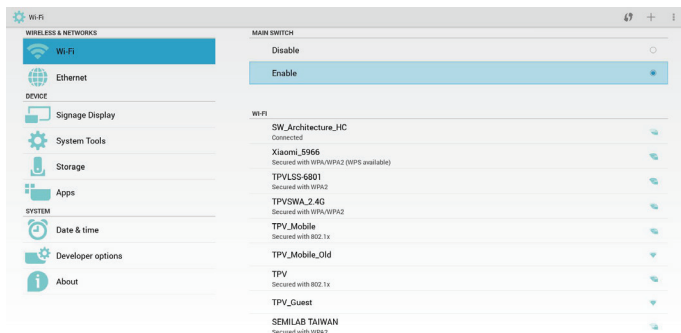 Wi-Fi
WIRELESS & NETWORKS
Wi-Fi
Ethernet
DEVICE
Signage Display
System Tools
Storage
Apps
SYSTEM
Date & time
Developer options
About
MAIN SWITCH
Disable
Enable
WI-FI
SW_Architecture_HC
Connected
Xiaomi_5966
Secured with WPA/WPA2 (WPS available)
TPVLSS-6801
Secured with WPA2
TPVSWA_2.4G
Secured with WPA/WPA2
TPV_Mobile
Secured with 802.1x
TPV_Mobile_Old
TPV
Secured with 802.1x
TPV_Guest
SEMILAB TAIWAN
Secured with WPA2